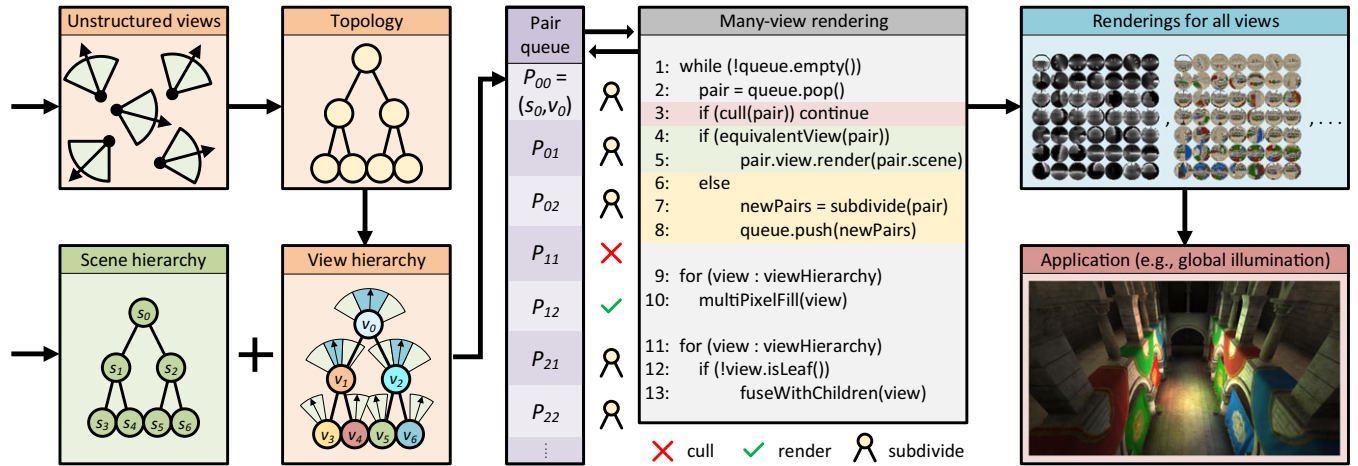 Unstructured views
Topology
Pair
queue
Many-view rendering
Renderings for all views
P00 =
(s0,v0)
P01
P02
P11
P12
P21
P22
⋮
1: while (!queue.empty())
2: pair = queue.pop()
3: if (cull(pair)) continue
4: if (equivalentView(pair))
5: pair.view.render(pair.scene)
6: else
7: newPairs = subdivide(pair)
8: queue.push(newPairs)
9: for (view : viewHierarchy)
10: multiPixelFill(view)
11: for (view : viewHierarchy)
12: if (!view.isLeaf())
13: fuseWithChildren(view)
, , . . .
Scene hierarchy
s0
s1 s2
s3 s4 s5 s6
+
View hierarchy
v0
v1 v2
v3 v4 v5 v6
cull render subdivide
Application (e.g., global illumination)